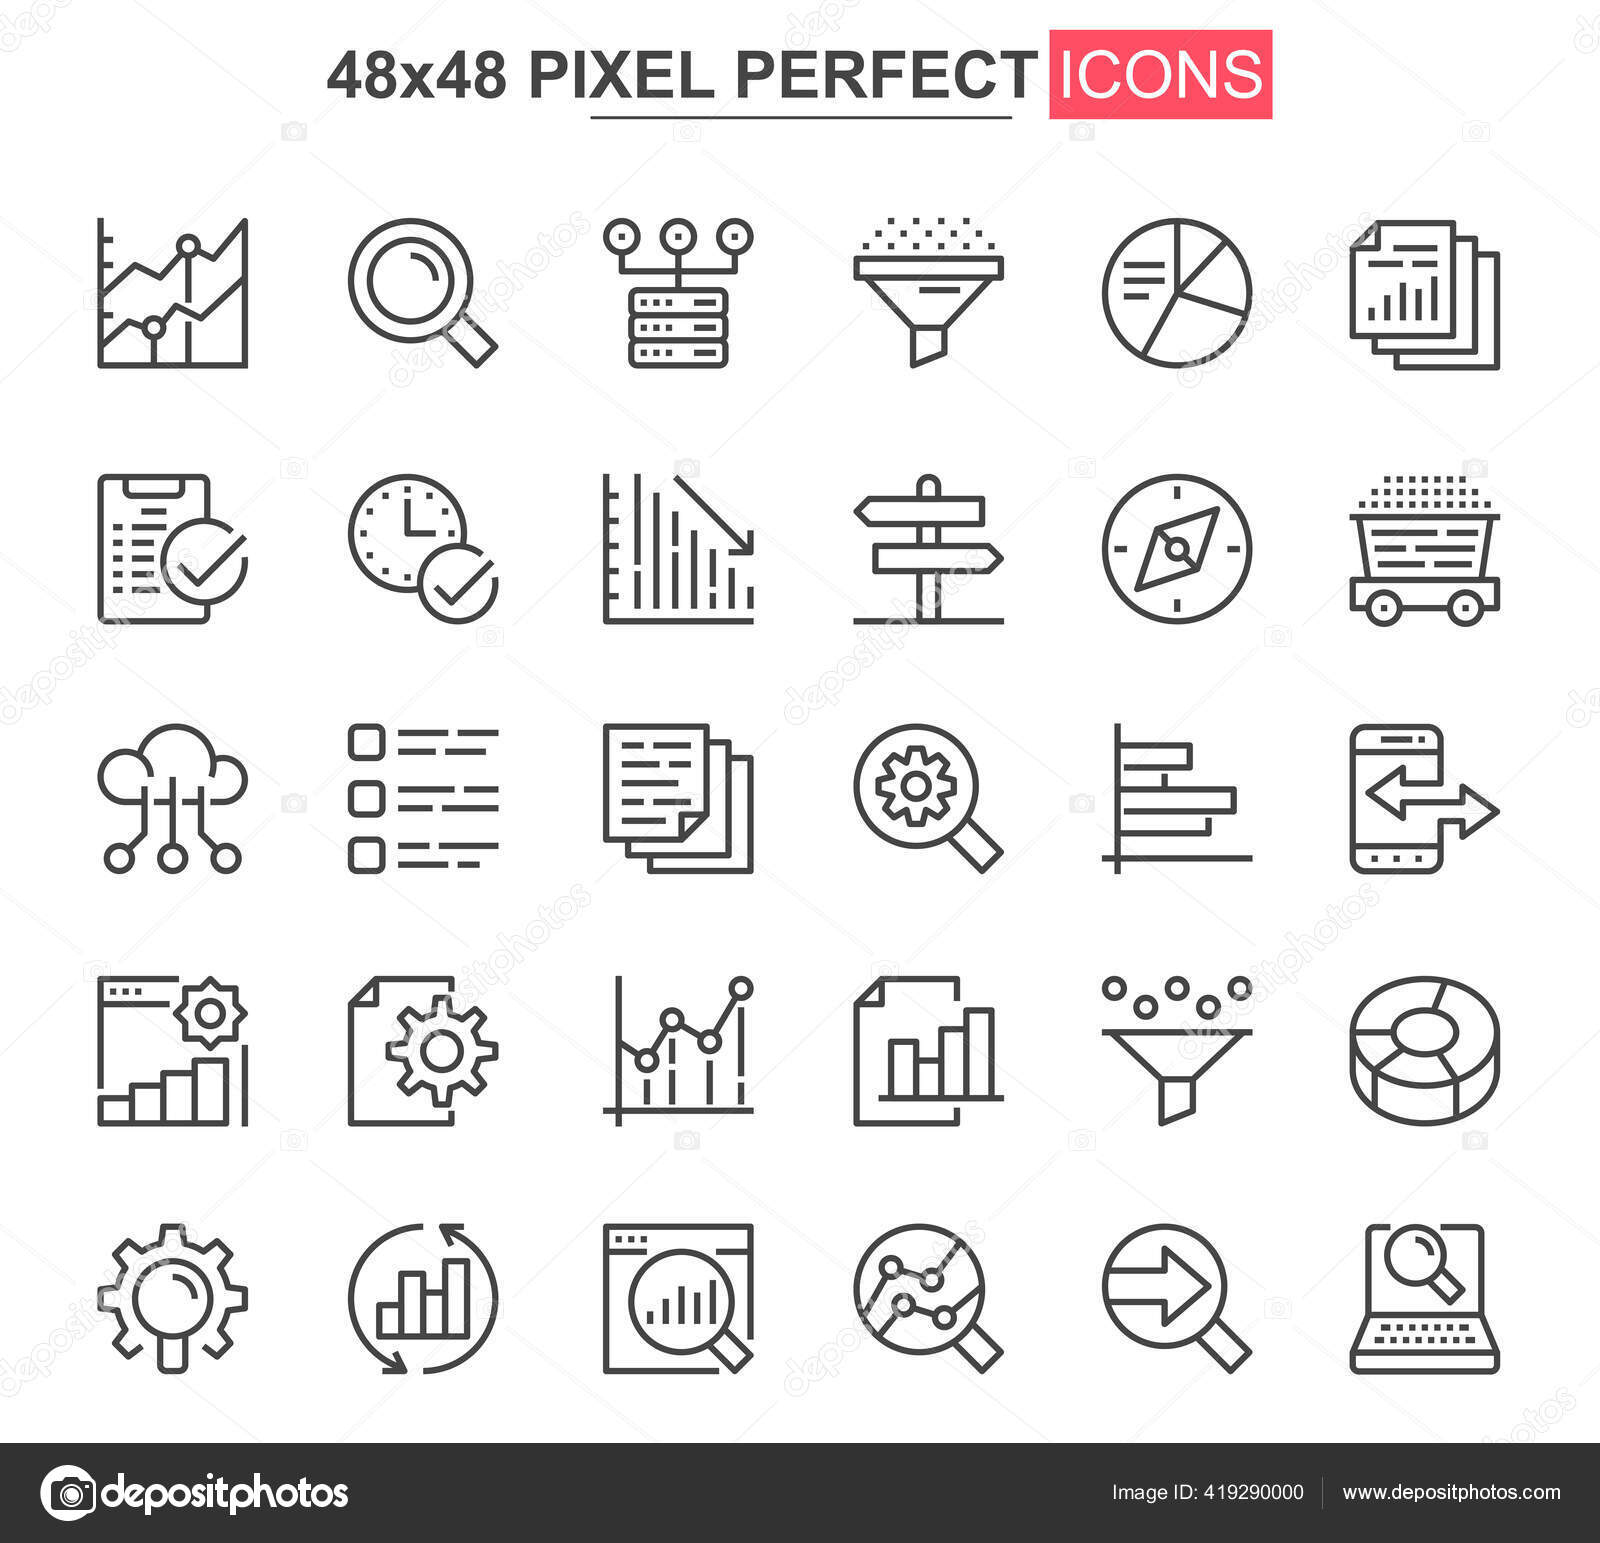 48x48 PIXEL PERFECT ICONS
depositphotos
Image ID: 419290000
www.depositphotos.com